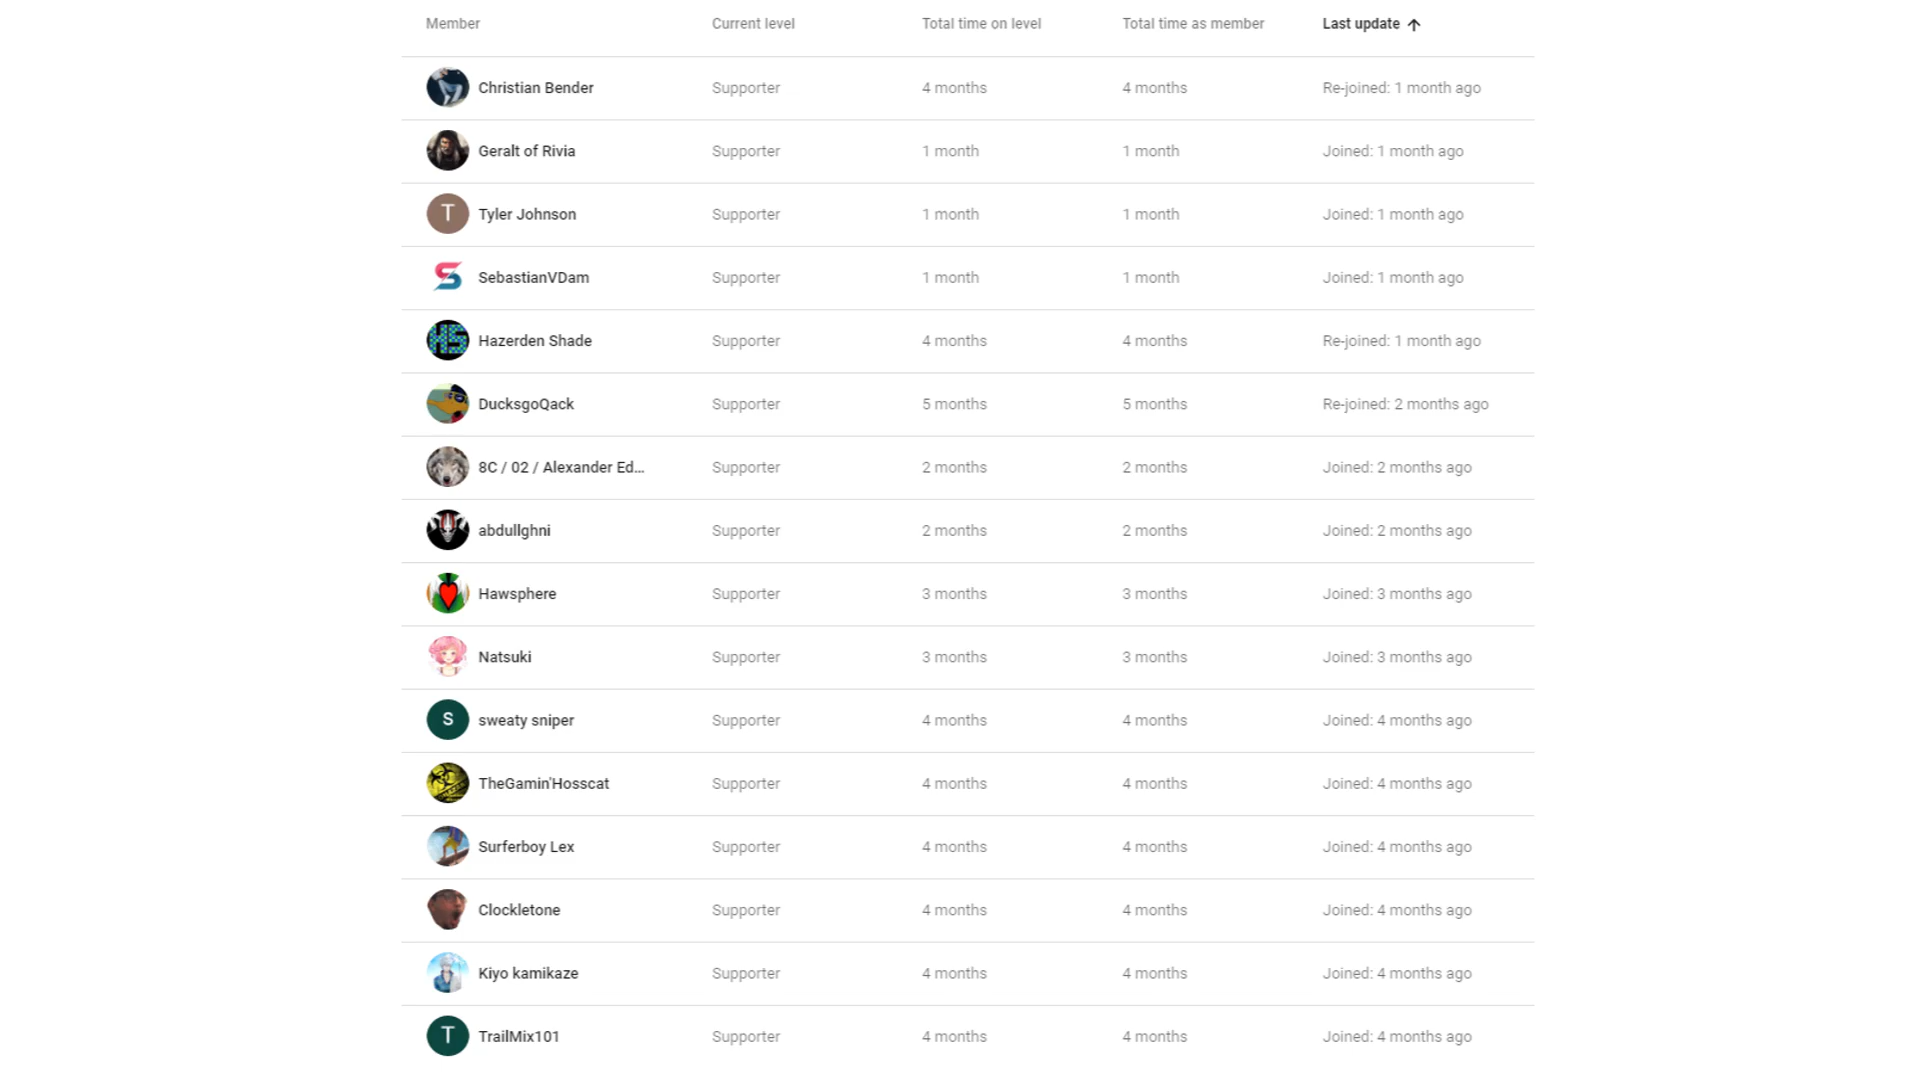 Member Current level Total time on level Total time as member Last update
Christian Bender Supporter 4 months 4 months Re-joined: 1 month ago
Geralt of Rivia Supporter 1 month 1 month Joined: 1 month ago
T Tyler Johnson Supporter 1 month 1 month Joined: 1 month ago
S SebastianVDam Supporter 1 month 1 month Joined: 1 month ago
HS Hazerden Shade Supporter 4 months 4 months Re-joined: 1 month ago
DucksgoQack Supporter 5 months 5 months Re-joined: 2 months ago
8C / 02 / Alexander Ed... Supporter 2 months 2 months Joined: 2 months ago
abdullghni Supporter 2 months 2 months Joined: 2 months ago
Hawsphere Supporter 3 months 3 months Joined: 3 months ago
Natsuki Supporter 3 months 3 months Joined: 3 months ago
S sweaty sniper Supporter 4 months 4 months Joined: 4 months ago
TheGamin'Hosscat Supporter 4 months 4 months Joined: 4 months ago
Surferboy Lex Supporter 4 months 4 months Joined: 4 months ago
Clockletone Supporter 4 months 4 months Joined: 4 months ago
Kiyo kamikaze Supporter 4 months 4 months Joined: 4 months ago
T TrailMix101 Supporter 4 months 4 months Joined: 4 months ago